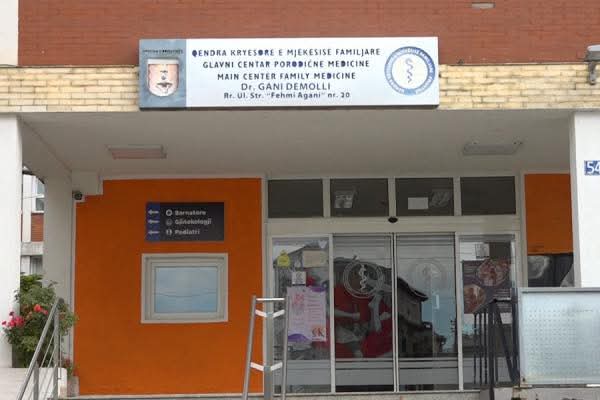 QENDRA KRYESORE E MJEKESISE FAMILJARE
GLAVNI CENTAR PORODIČNE MEDICINE
MAIN CENTER FAMILY MEDICINE
Dr. GANI DEMOLLI
Rr. Ul. Str. "Fehmi Agani" nr. 20
54
Barnatore
Gjinekologji
Pediatri